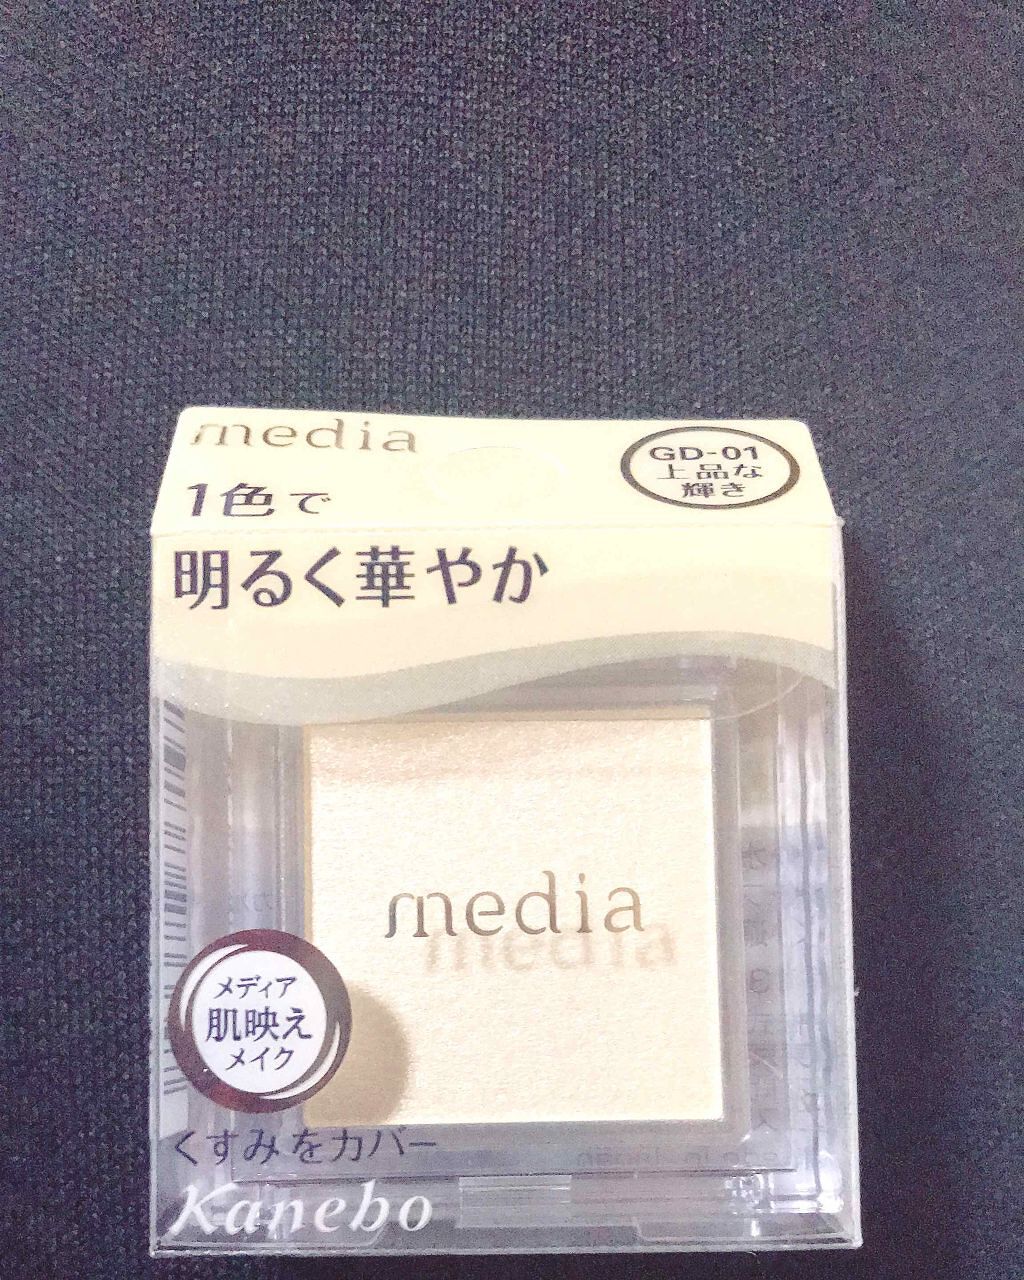 media
GD-01
上品な
輝き
1色で
明るく華やか
media
メディア
肌映え
メイク
くすみをカバー
Kanebo